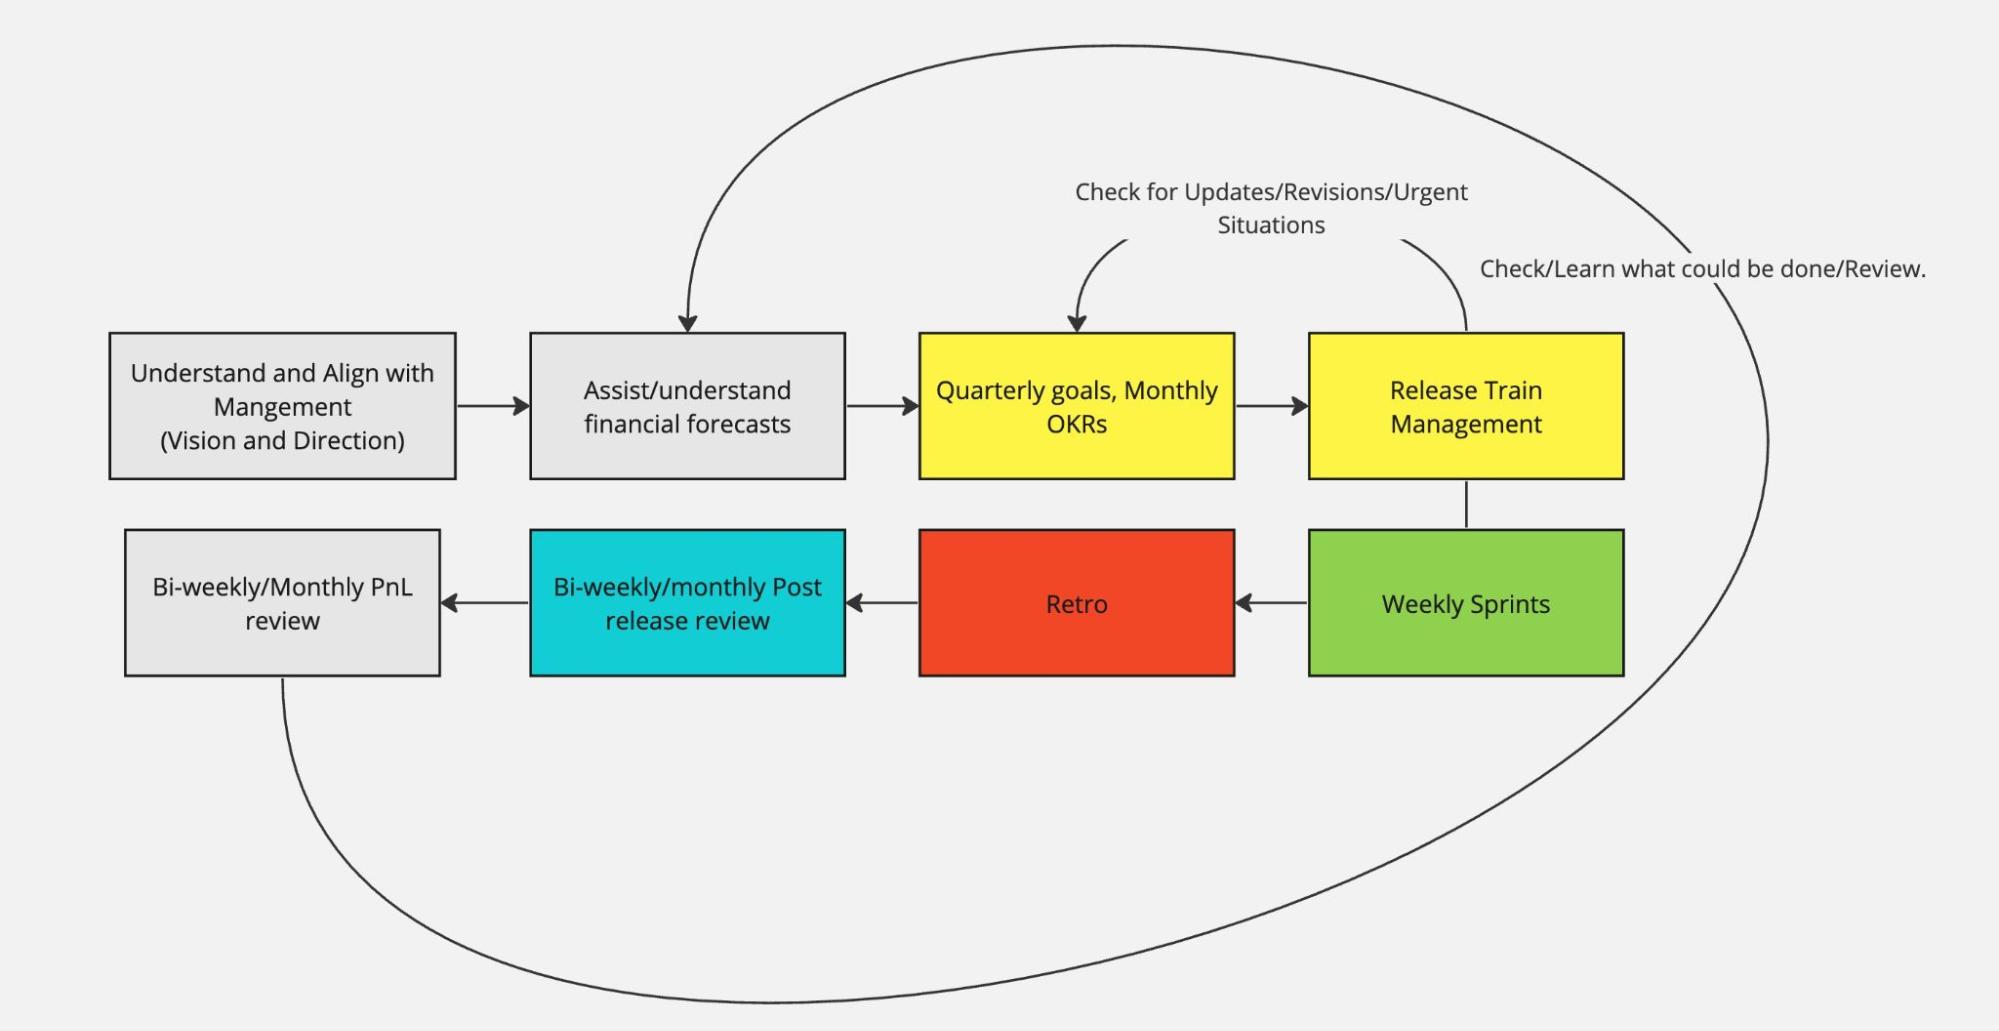 Check for Updates/Revisions/Urgent
Situations
Check/Learn what could be done/Review.
Understand and Align with
Mangement
(Vision and Direction)
Assist/understand
financial forecasts
Quarterly goals, Monthly
OKRs
Release Train
Management
Bi-weekly/Monthly PnL
review
Bi-weekly/monthly Post
release review
Retro
Weekly Sprints